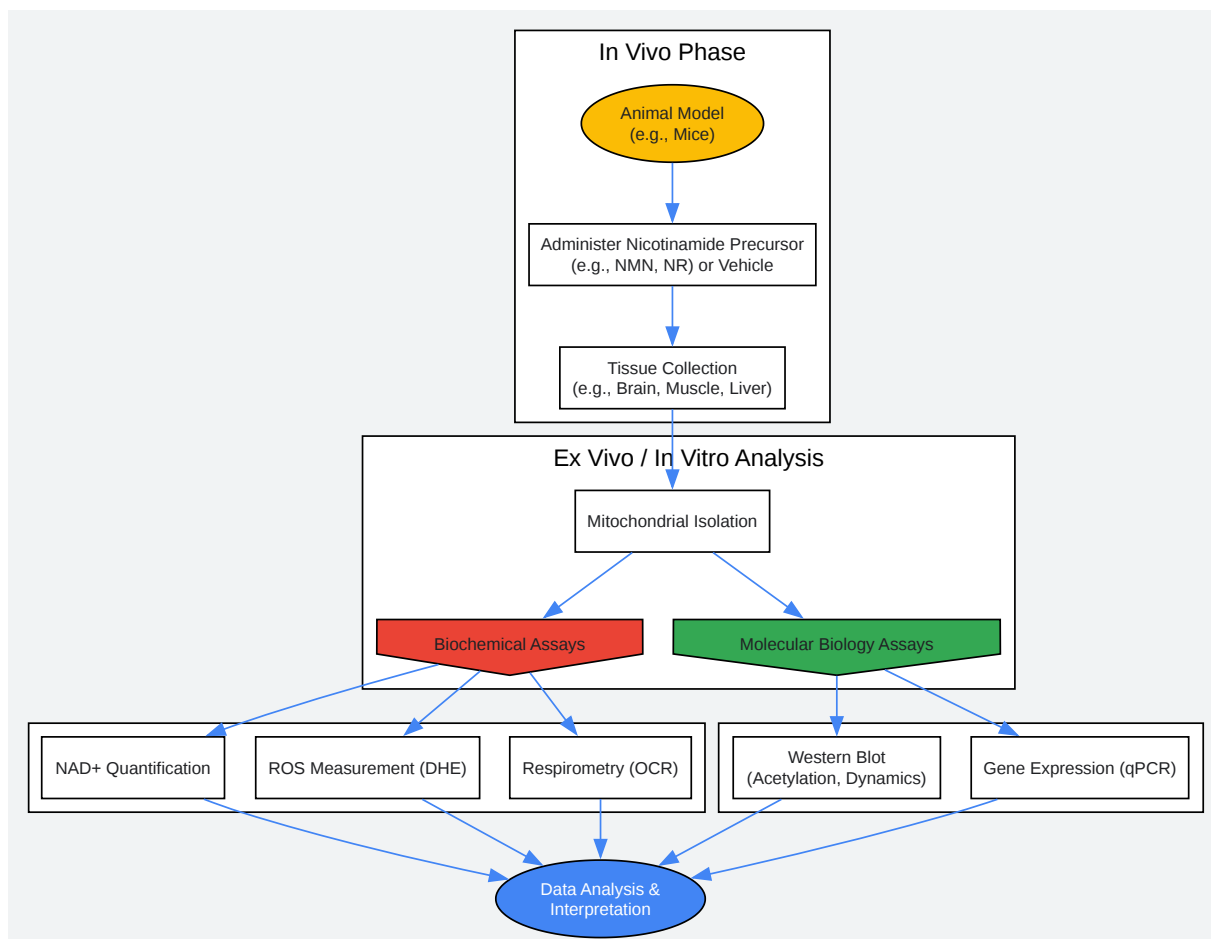 In Vivo Phase
Animal Model
(e.g., Mice)
Administer Nicotinamide Precursor
(e.g., NMN, NR) or Vehicle
Tissue Collection
(e.g., Brain, Muscle, Liver)
Ex Vivo / In Vitro Analysis
Mitochondrial Isolation
Biochemical Assays
Molecular Biology Assays
NAD+ Quantification
ROS Measurement (DHE)
Respirometry (OCR)
Western Blot
(Acetylation, Dynamics)
Gene Expression (qPCR)
Data Analysis &
Interpretation